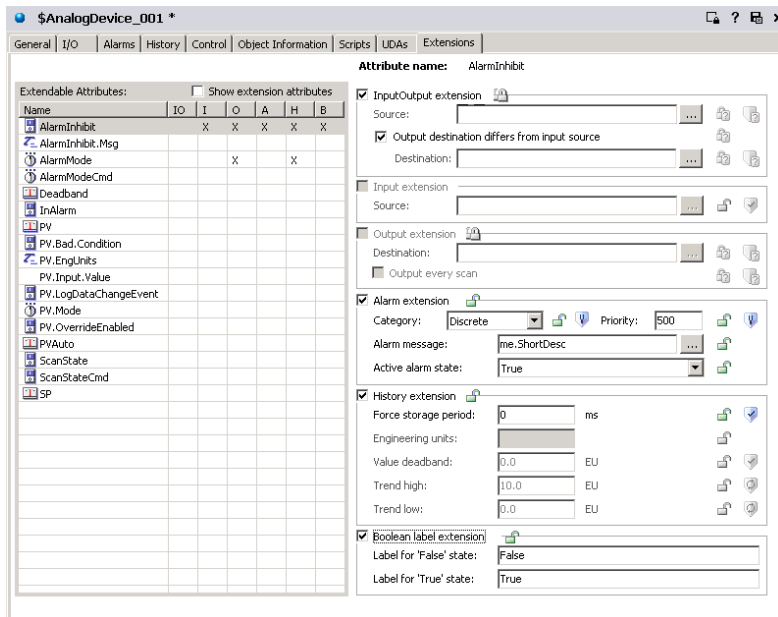 $AnalogDevice_001 *
?
General I/O Alarms History Control Object Information Scripts UDAs Extensions
Attribute name: AlarmInhibit
Extendable Attributes: Show extension attributes
Name IO I O A H B
AlarmInhibit X X X X X
AlarmInhibit.Msg
AlarmMode X X
AlarmModeCmd
Deadband
InAlarm
PV
PV.Bad.Condition
PV.EngUnits
PV.Input.Value
PV.LogDataChangeEvent
PV.Mode
PV.OverrideEnabled
PVAuto
ScanState
ScanStateCmd
SP
InputOutput extension
Source: ...
Output destination differs from input source
Destination: ...
Input extension
Source: ...
Output extension
Destination: ...
Output every scan
Alarm extension
Category: Discrete Priority: 500
Alarm message: me.ShortDesc ...
Active alarm state: True
History extension
Force storage period: 0 ms
Engineering units:
Value deadband: 0.0 EU
Trend high: 10.0 EU
Trend low: 0.0 EU
Boolean label extension
Label for 'False' state: False
Label for 'True' state: True